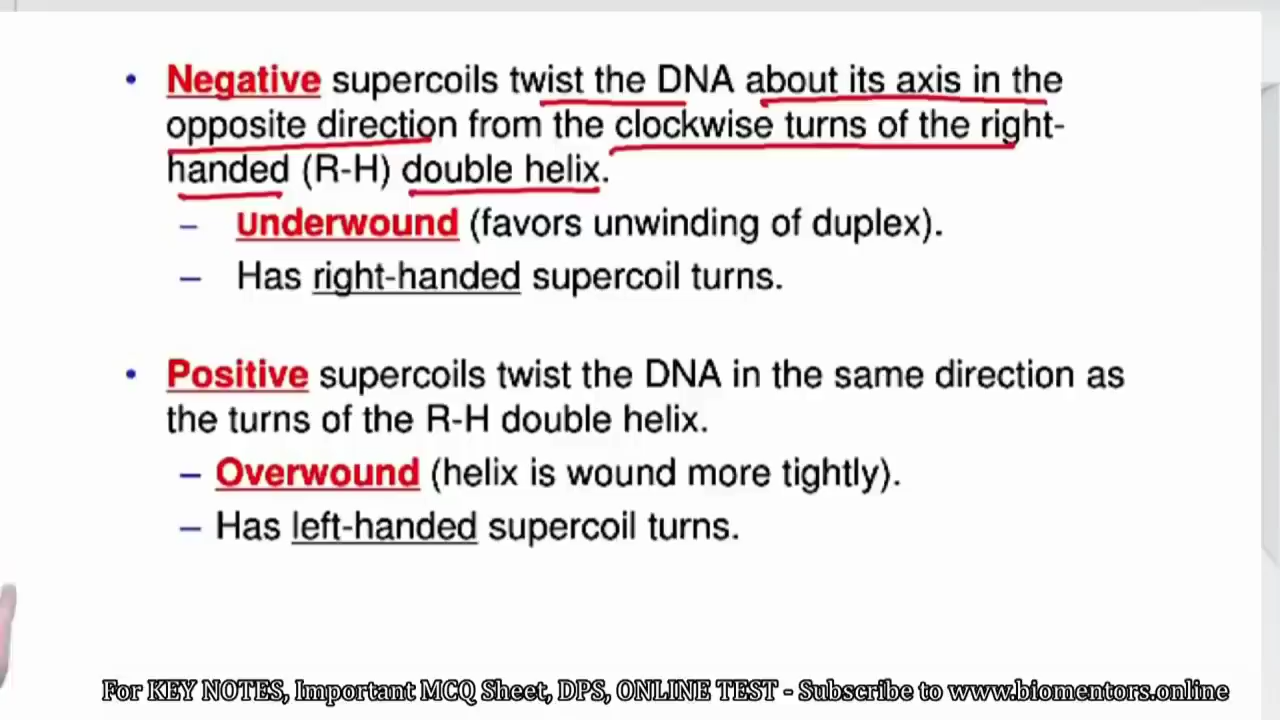 • Negative supercoils twist the DNA about its axis in the
opposite direction from the clockwise turns of the right-
handed (R-H) double helix.
– Underwound (favors unwinding of duplex).
– Has right-handed supercoil turns.
• Positive supercoils twist the DNA in the same direction as
the turns of the R-H double helix.
– Overwound (helix is wound more tightly).
– Has left-handed supercoil turns.
For KEY NOTES, Important MCQ Sheet, DPS, ONLINE TEST - Subscribe to www.biomentors.online